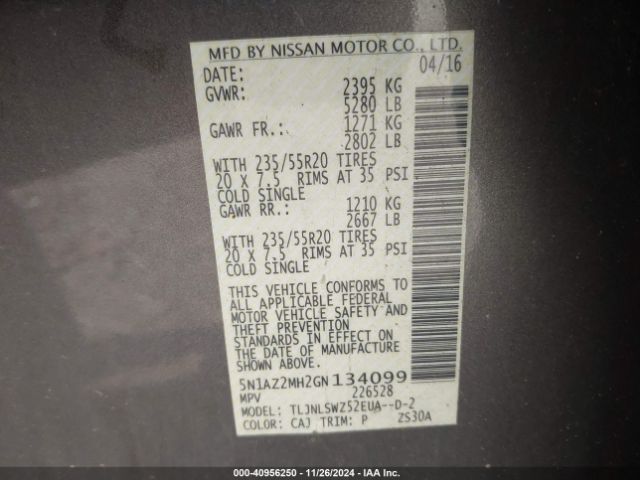 MFD BY NISSAN MOTOR CO., LTD.
DATE: 04/16
GVWR: 2395 KG
5280 LB
GAWR FR.: 1271 KG
2802 LB
WITH 235/55R20 TIRES
20 X 7.5 RIMS AT 35 PSI
COLD SINGLE
GAWR RR.: 1210 KG
2667 LB
WITH 235/55R20 TIRES
20 X 7.5 RIMS AT 35 PSI
COLD SINGLE
THIS VEHICLE CONFORMS TO
ALL APPLICABLE FEDERAL
MOTOR VEHICLE SAFETY AND
THEFT PREVENTION
STANDARDS IN EFFECT ON
THE DATE OF MANUFACTURE
SHOWN ABOVE.
5N1AZ2MH2GN134099
MPV 226528
MODEL: TLJNLSWZ52EUA--D-2
COLOR: CAJ TRIM: P ZS30A
000-40956250 - 11/26/2024 - IAA Inc.